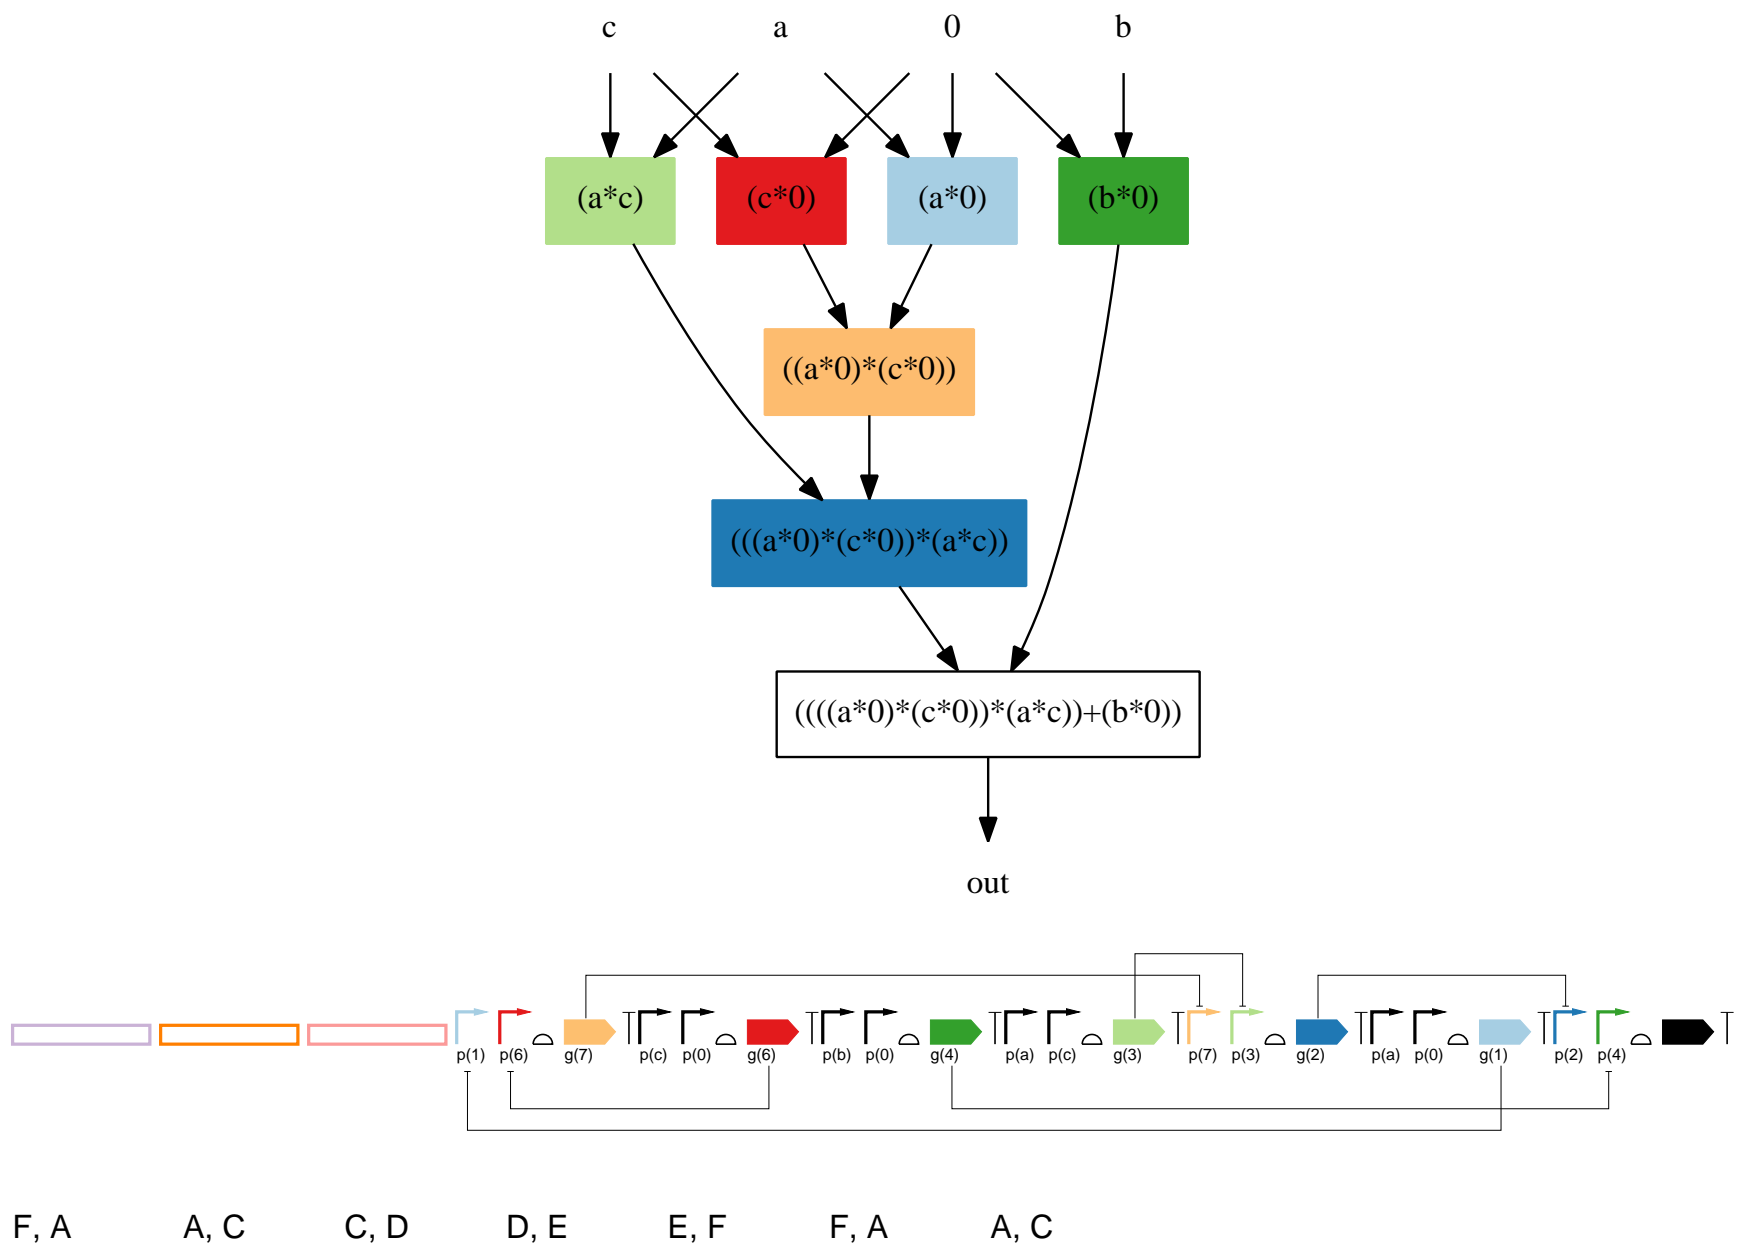 c a 0 b
(a*c) (c*0) (a*0) (b*0)
((a*0)*(c*0))
(((a*0)*(c*0))*(a*c))
((((a*0)*(c*0))*(a*c))+(b*0))
out
p(1) p(6) g(7) p(c) p(0) g(6) p(b) p(0) g(4) p(a) p(c) g(3) p(7) p(3) g(2) p(a) p(0) g(1) p(2) p(4)
F, A A, C C, D D, E E, F F, A A, C